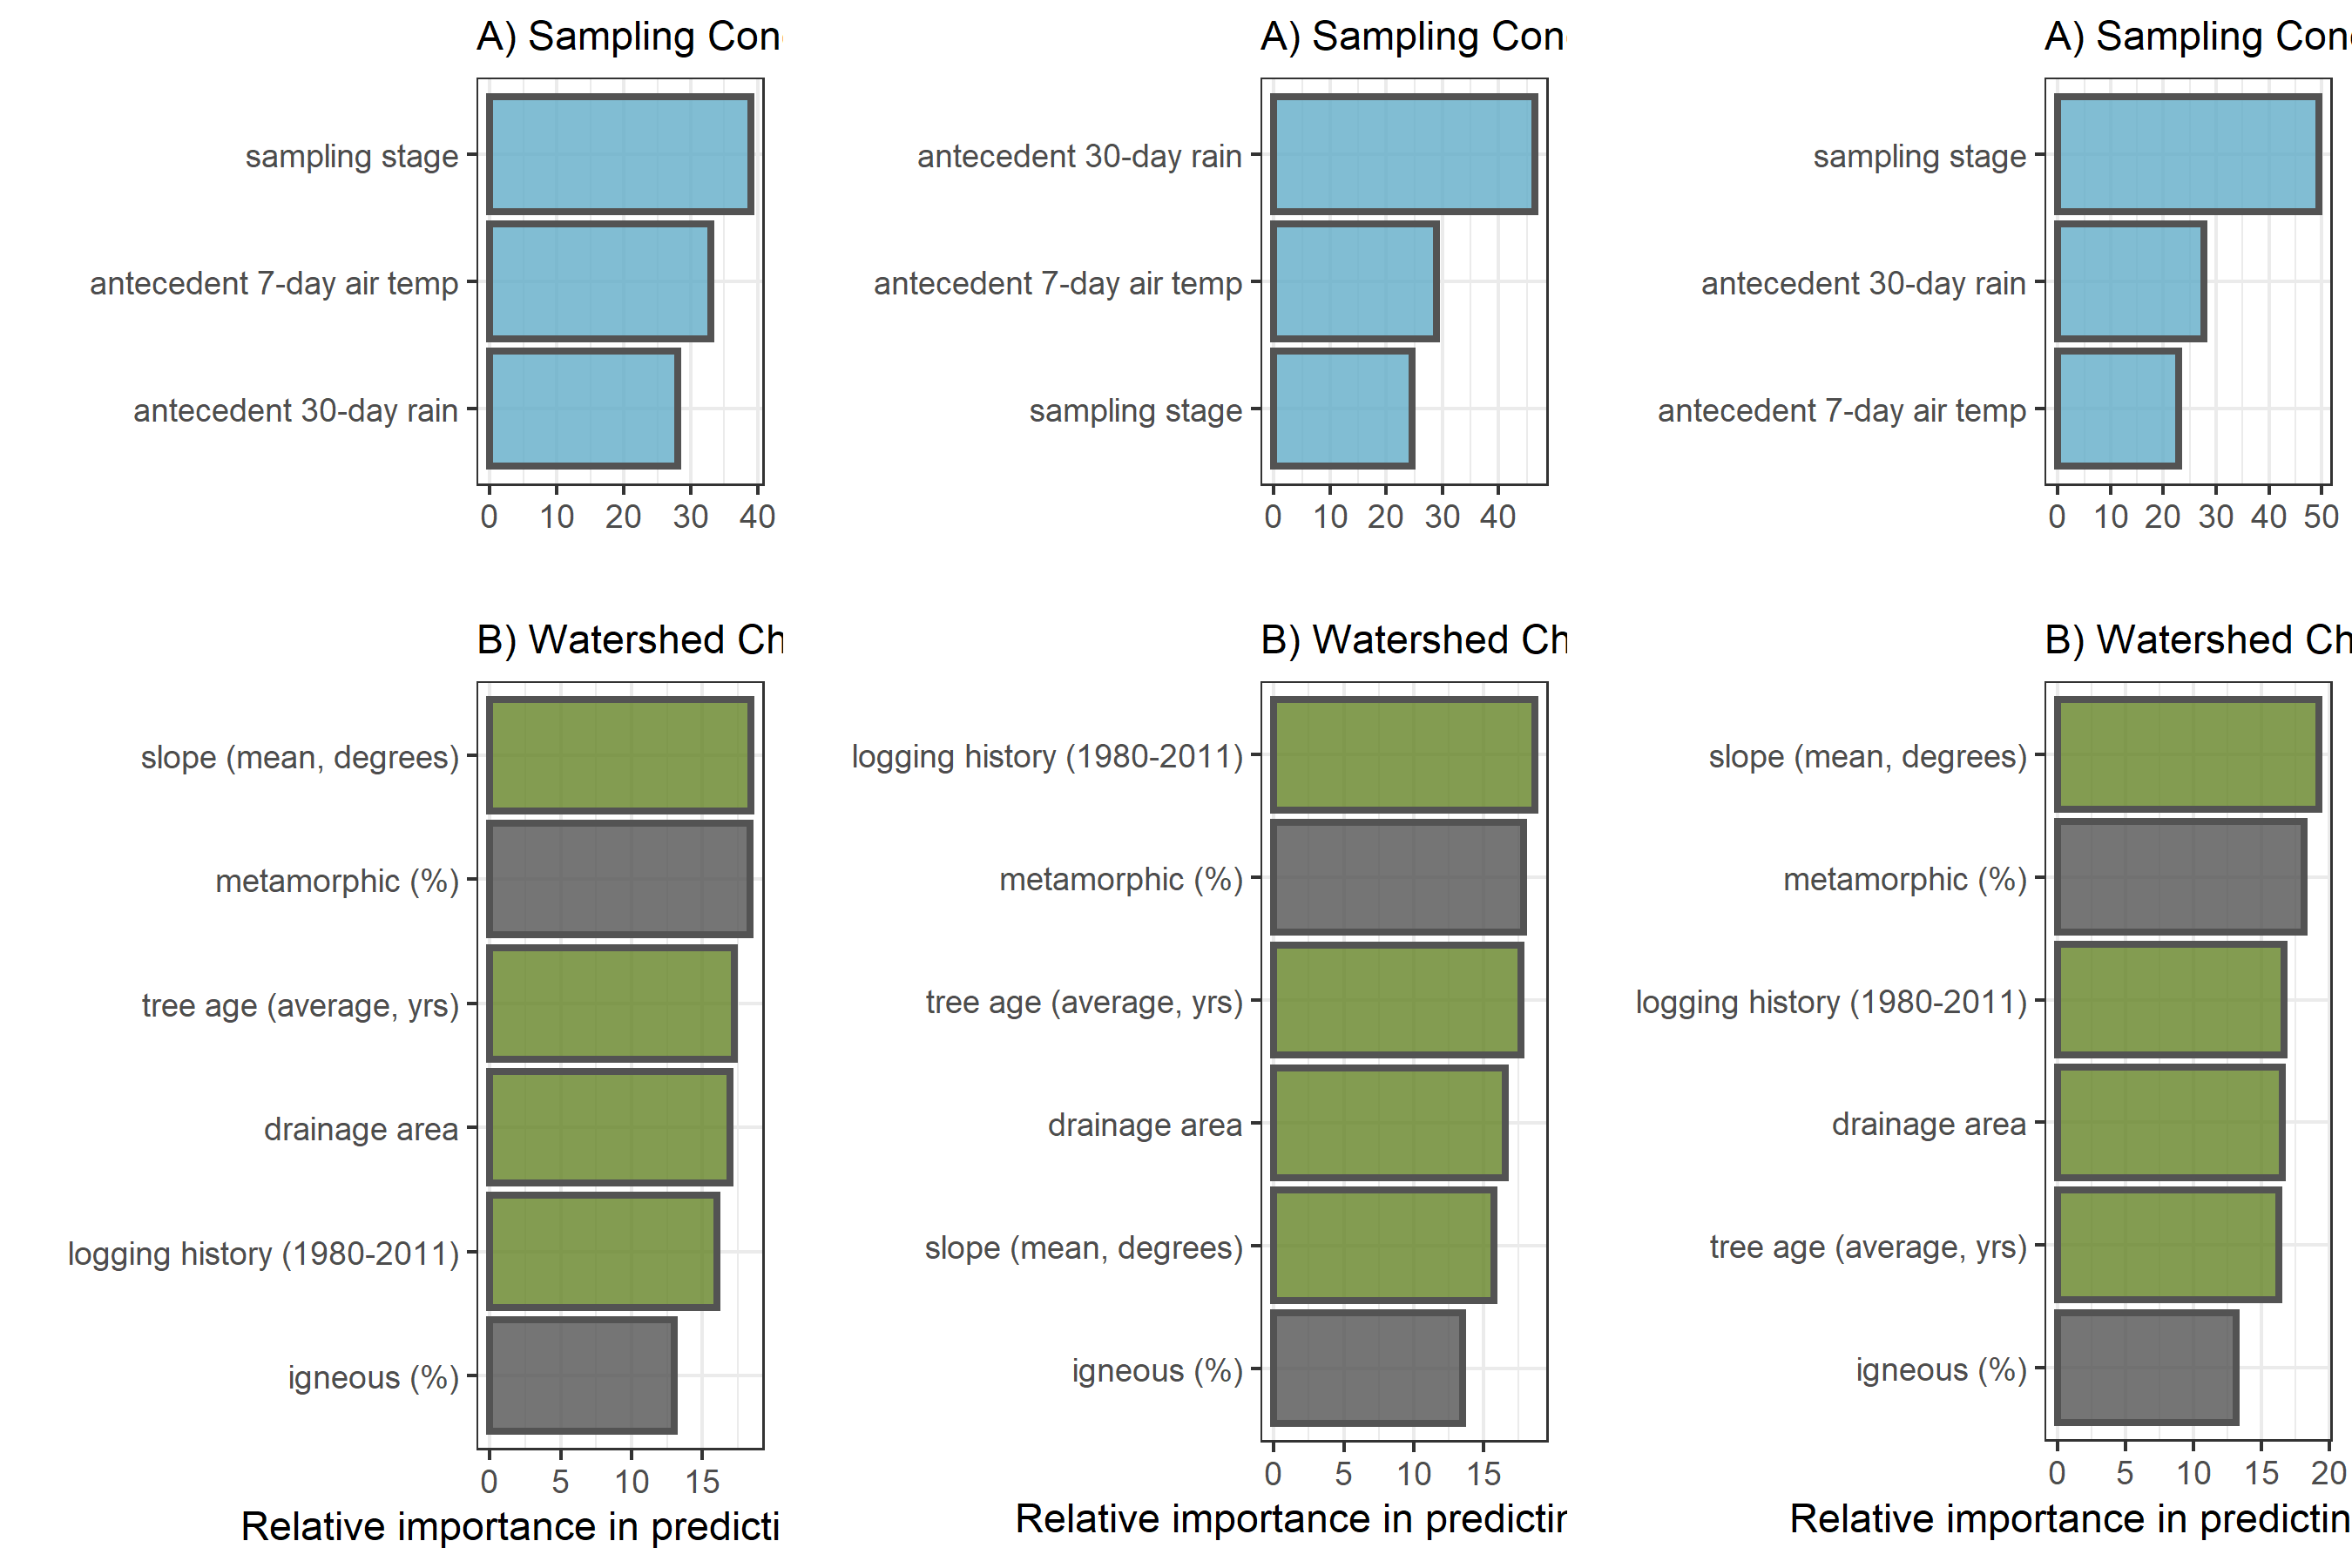 A) Sampling Con
sampling stage
antecedent 7-day air temp
antecedent 30-day rain
0 10 20 30 40
B) Watershed Ch
slope (mean, degrees)
metamorphic (%)
tree age (average, yrs)
drainage area
logging history (1980-2011)
igneous (%)
0 5 10 15
Relative importance in predicti
A) Sampling Con
antecedent 30-day rain
antecedent 7-day air temp
sampling stage
0 10 20 30 40
B) Watershed Ch
logging history (1980-2011)
metamorphic (%)
tree age (average, yrs)
drainage area
slope (mean, degrees)
igneous (%)
0 5 10 15
Relative importance in predictin
A) Sampling Con
sampling stage
antecedent 30-day rain
antecedent 7-day air temp
0 10 20 30 40 50
B) Watershed Ch
slope (mean, degrees)
metamorphic (%)
logging history (1980-2011)
drainage area
tree age (average, yrs)
igneous (%)
0 5 10 15 20
Relative importance in predictin